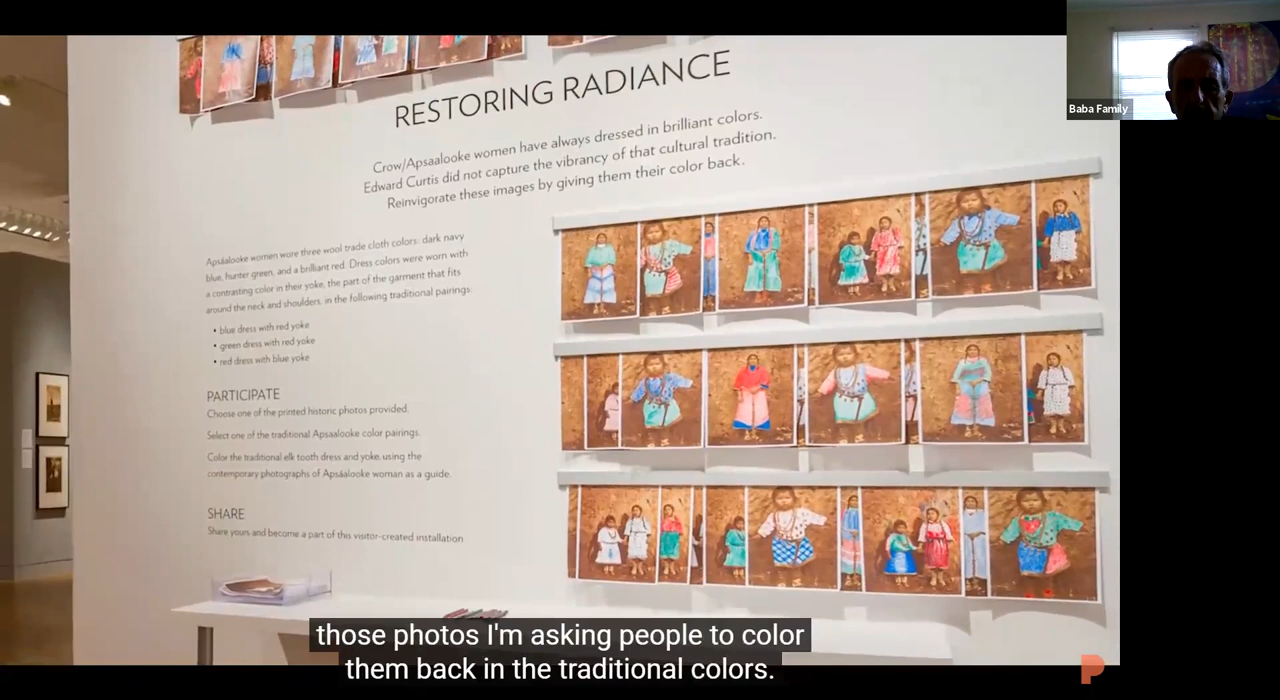 Baba Family
RESTORING RADIANCE
Crow/Apsaalooke women have always dressed in brilliant colors.
Edward Curtis did not capture the vibrancy of that cultural tradition.
Reinvigorate these images by giving them their color back.
Apsáalooke women wore three wool trade cloth colors: dark navy
blue, hunter green, and a brilliant red. Dress colors were worn with
a contrasting color in their yoke, the part of the garment that fits
around the neck and shoulders, in the following traditional pairings:
• blue dress with red yoke
• green dress with red yoke
• red dress with blue yoke
PARTICIPATE
Choose one of the printed historic photos provided.
Select one of the traditional Apsaalooke color pairings.
Color the traditional elk tooth dress and yoke, using the
contemporary photographs of Apsáalooke woman as a guide.
SHARE
Share yours and become a part of this visitor-created installation
those photos I'm asking people to color
them back in the traditional colors.